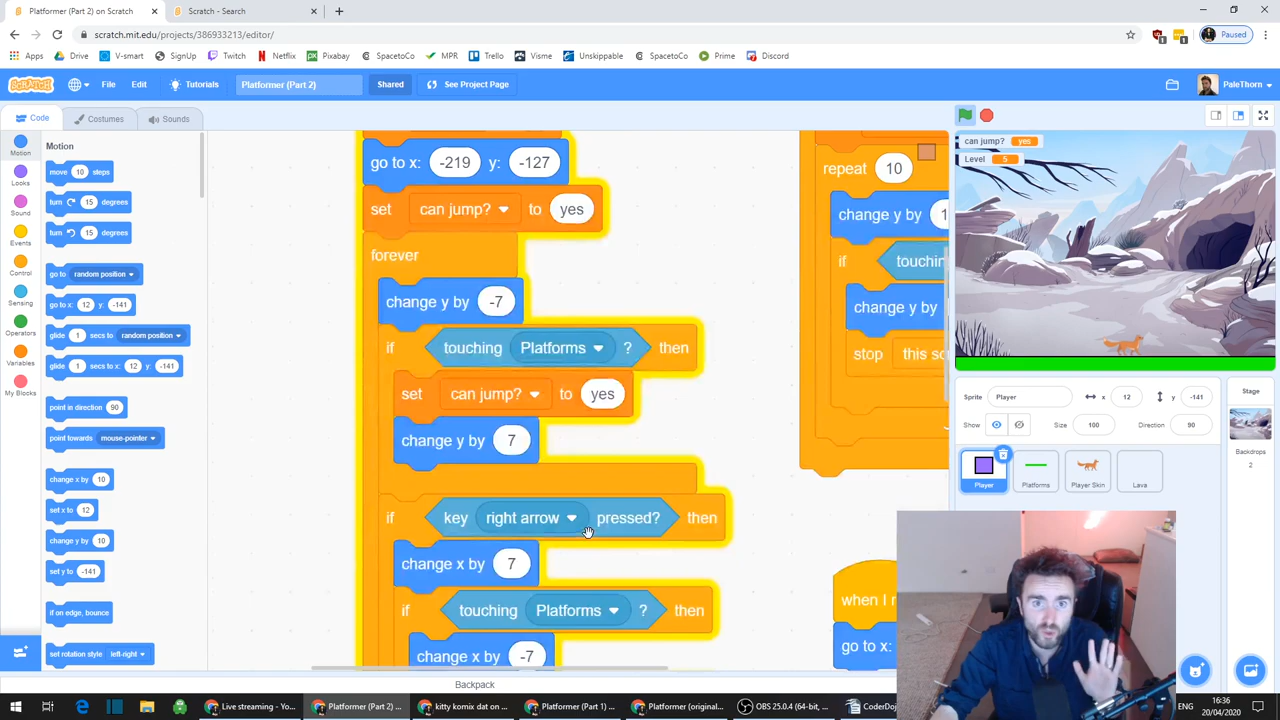 Platformer (Part 2) on Scratch
Scratch - Search
scratch.mit.edu/projects/386933213/editor/
Paused
Apps
Drive
V-smart
SignUp
Twitch
Netflix
Pixabay
SpacetoCo
MPR
Trello
Visme
Unskippable
SpacetoCo
Prime
Discord
SCRATCH
File
Edit
Tutorials
Platformer (Part 2)
Shared
See Project Page
PaleThorn
Code
Costumes
Sounds
Motion
Looks
Sound
Events
Control
Sensing
Operators
Variables
My Blocks
Motion
move 10 steps
turn 15 degrees
turn 15 degrees
go to random position
go to x: 12 y: -141
glide 1 secs to random position
glide 1 secs to x: 12 y: -141
point in direction 90
point towards mouse-pointer
change x by 10
set x to 12
change y by 10
set y to -141
if on edge, bounce
set rotation style left-right
go to x: -219 y: -127
set can jump? to yes
forever
change y by -7
if touching Platforms ? then
set can jump? to yes
change y by 7
if key right arrow pressed? then
change x by 7
if touching Platforms ? then
change x by -7
repeat 10
change y by 1
if touchin
change y by
stop this sc
when I r
go to x:
can jump? yes
Level 5
Sprite Player x 12 y -141
Show Size 100 Direction 90
Player
Platforms
Player Skin
Lava
Stage
Backdrops
2
Backpack
Live streaming - Yo...
Platformer (Part 2) ...
kitty komix dat on ...
Platformer (Part 1) ...
Platformer (original...
OBS 25.0.4 (64-bit, ...
CoderDoj
ENG
16:36
20/04/2020